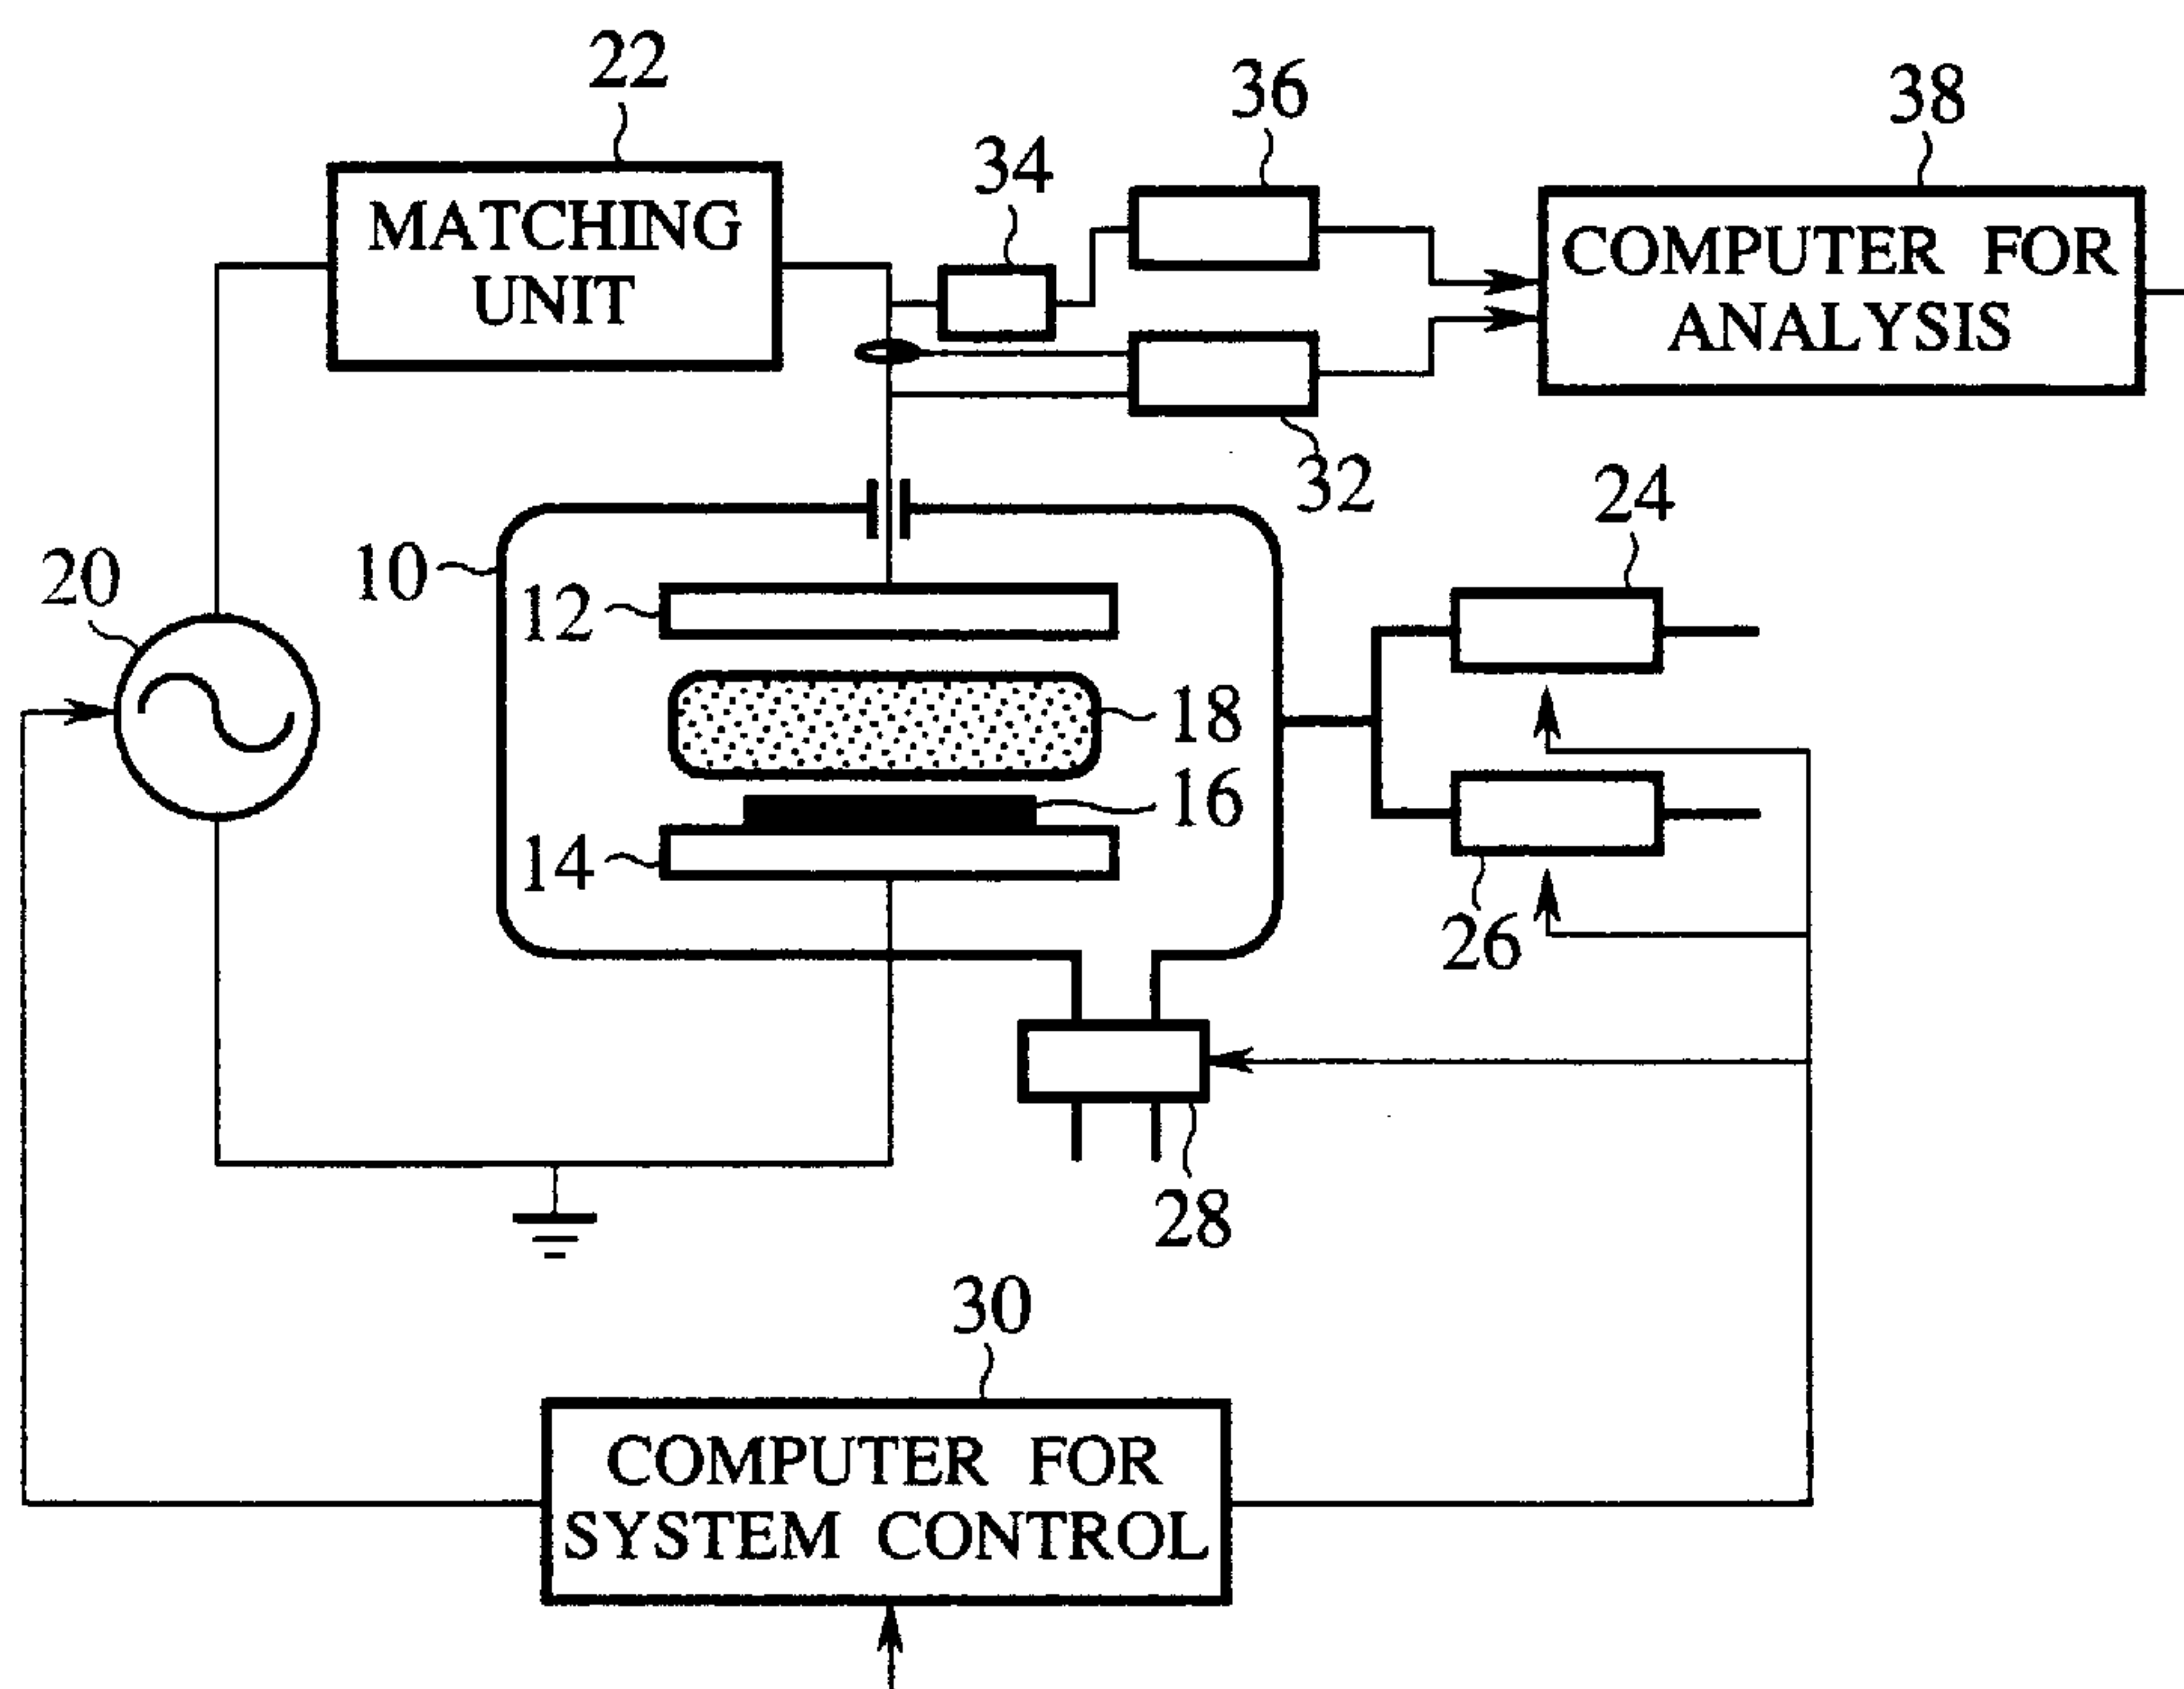 22
36
38
34
MATCHING
UNIT
COMPUTER FOR
ANALYSIS
32
24
20
10
12
18
16
14
26
28
30
COMPUTER FOR
SYSTEM CONTROL